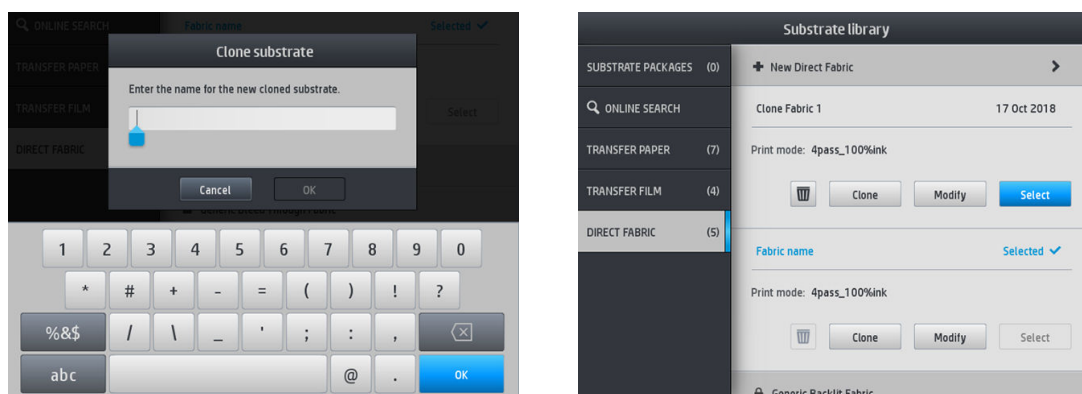 ONLINE SEARCH
Fabric name
Selected
Clone substrate
TRANSFER PAPER
Enter the name for the new cloned substrate.
TRANSFER FILM
Select
DIRECT FABRIC
Cancel
OK
Generic Bleed Through Fabric
1 2 3 4 5 6 7 8 9 0
* # + - = ( ) ! ?
%&$ / \ _ ' ; : ,
abc @ . OK
Substrate library
SUBSTRATE PACKAGES (0)
New Direct Fabric
ONLINE SEARCH
Clone Fabric 1 17 Oct 2018
TRANSFER PAPER (7)
Print mode: 4pass_100%ink
TRANSFER FILM (4)
Clone Modify Select
DIRECT FABRIC (5)
Fabric name Selected
Print mode: 4pass_100%ink
Clone Modify Select
Generic Backlit Fabric